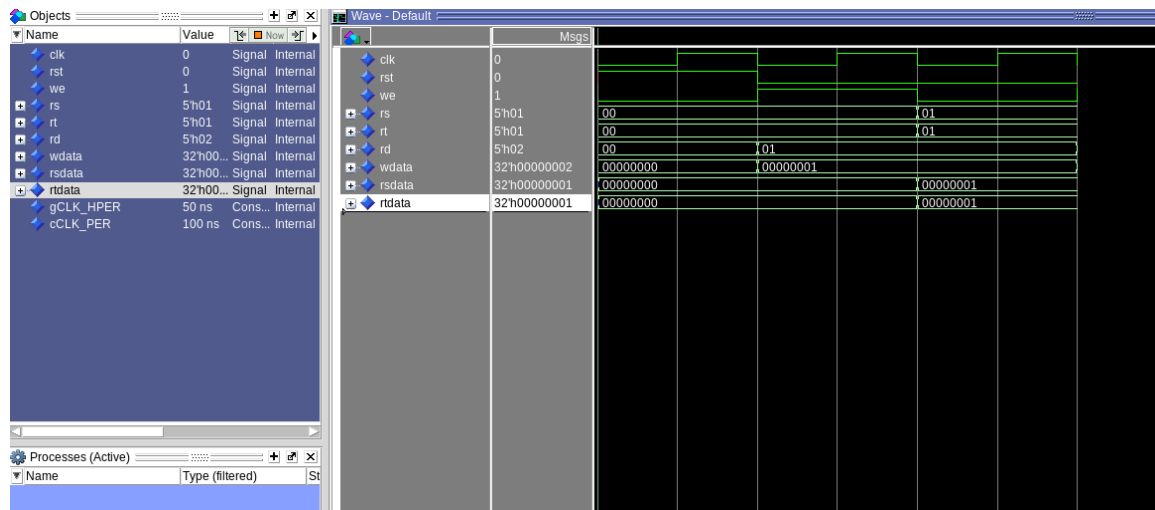 Objects
Name Value Now
clk 0 Signal Internal
rst 0 Signal Internal
we 1 Signal Internal
rs 5'h01 Signal Internal
rt 5'h01 Signal Internal
rd 5'h02 Signal Internal
wdata 32'h00... Signal Internal
rsdata 32'h00... Signal Internal
rtdata 32'h00... Signal Internal
gCLK_HPER 50 ns Cons... Internal
cCLK_PER 100 ns Cons... Internal
Processes (Active)
Name Type (filtered) St
Wave - Default
Msgs
clk 0
rst 0
we 1
rs 5'h01 00 01
rt 5'h01 00 01
rd 5'h02 00 01
wdata 32'h00000002 00000000 00000001
rsdata 32'h00000001 00000000 00000001
rtdata 32'h00000001 00000000 00000001